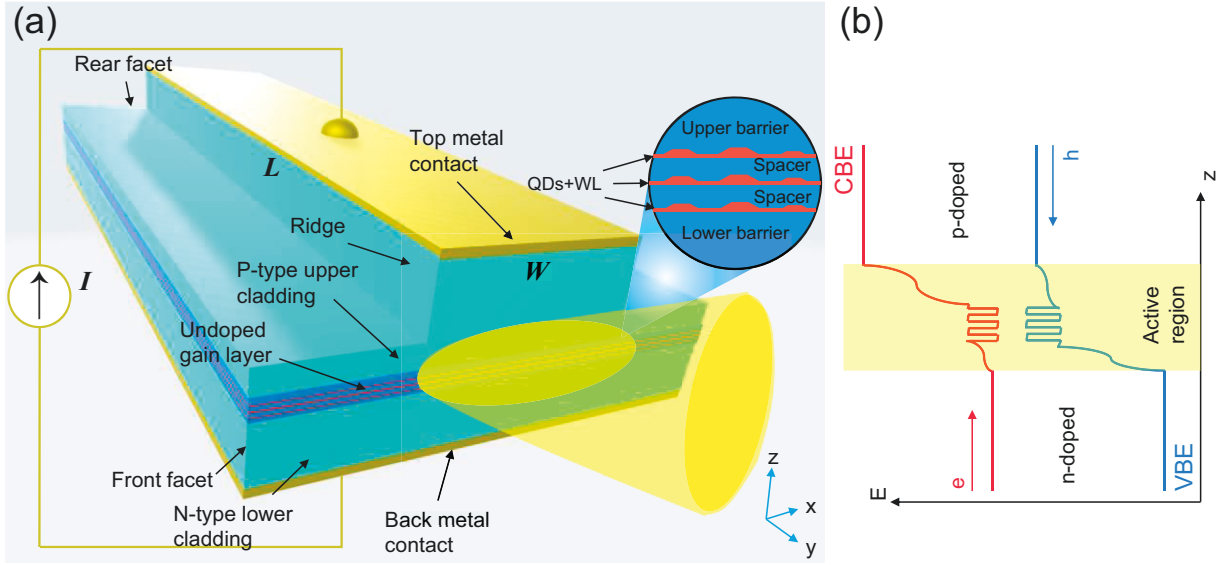 (a)
Rear facet
L
Top metal
contact
Ridge
W
P-type upper
cladding
I
Undoped
gain layer
Front facet
N-type lower
cladding
Back metal
contact
Upper barrier
Spacer
QDs+WL
Spacer
Lower barrier
z
x
y
(b)
CBE
p-doped
h
z
Active
region
e
n-doped
VBE
E